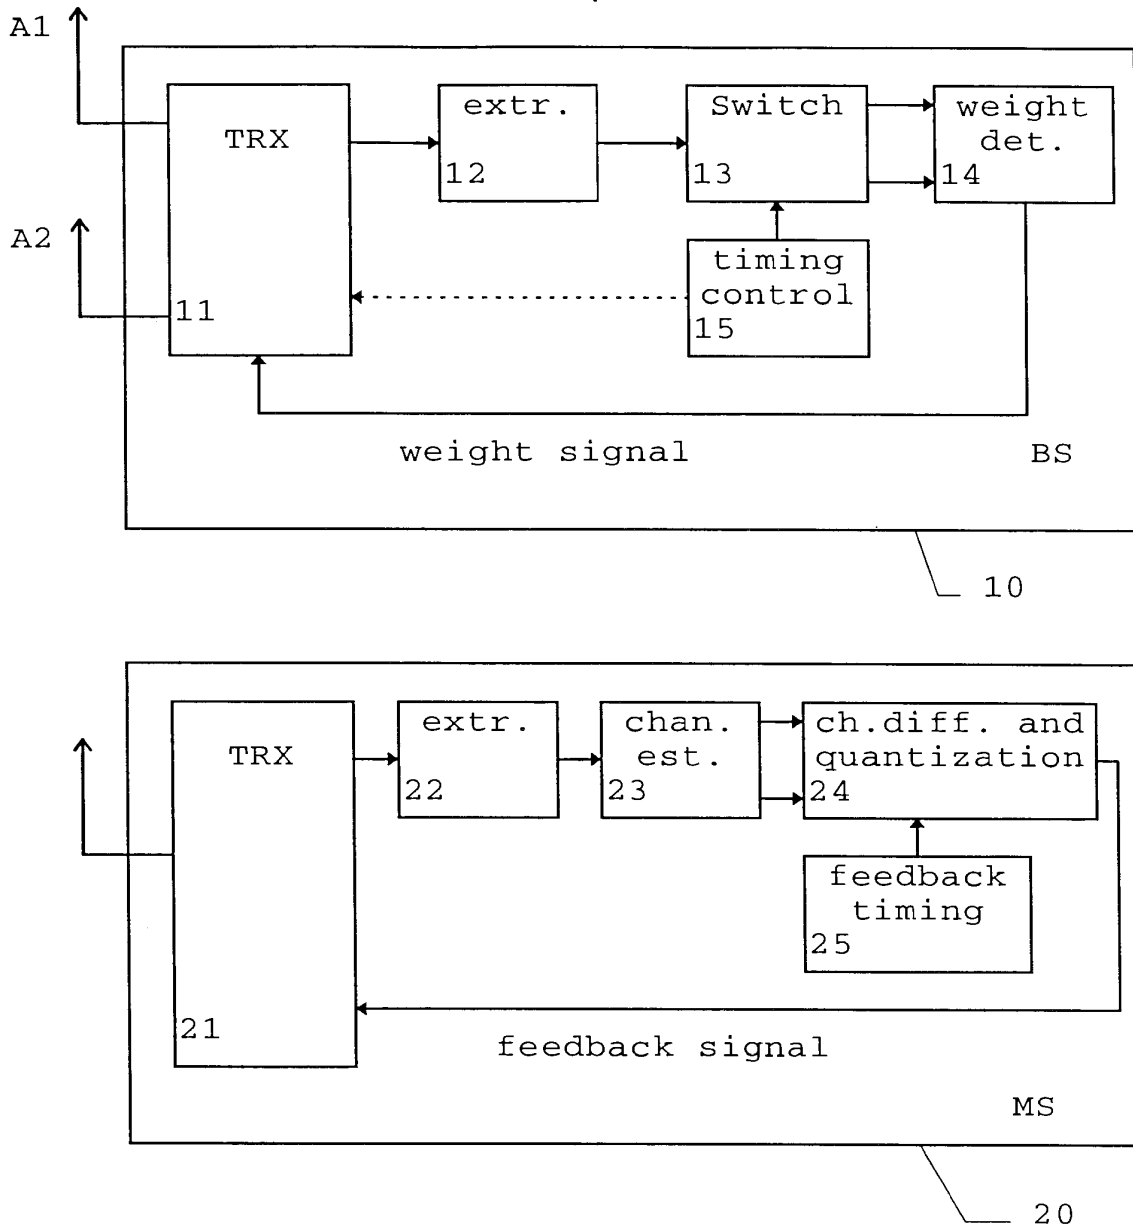 A1
TRX
11
extr.
12
Switch
13
weight
det.
14
A2
timing
control
15
weight signal
BS
10
TRX
21
extr.
22
chan.
est.
23
ch.diff. and
quantization
24
feedback
timing
25
feedback signal
MS
20